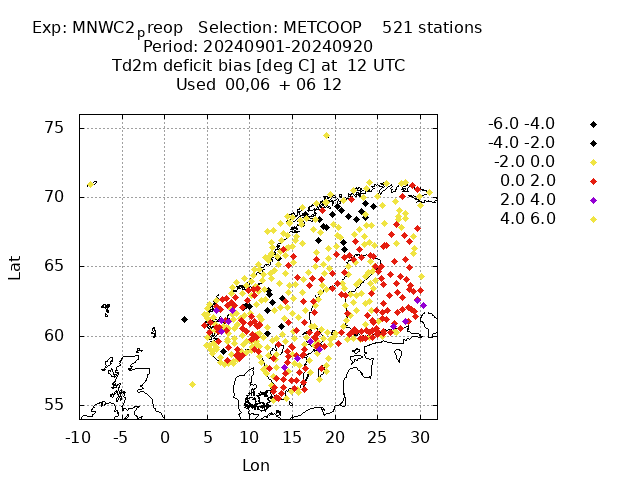 Exp: MNWC2preop   Selection: METCOOP    521 stations
Period: 20240901-20240920
Td2m deficit bias [deg C] at  12 UTC
Used  00,06  + 06 12
-6.0 -4.0
-4.0 -2.0
-2.0 0.0
0.0 2.0
2.0 4.0
4.0 6.0
75
70
65
60
55
Lat
-10 -5 0 5 10 15 20 25 30
Lon